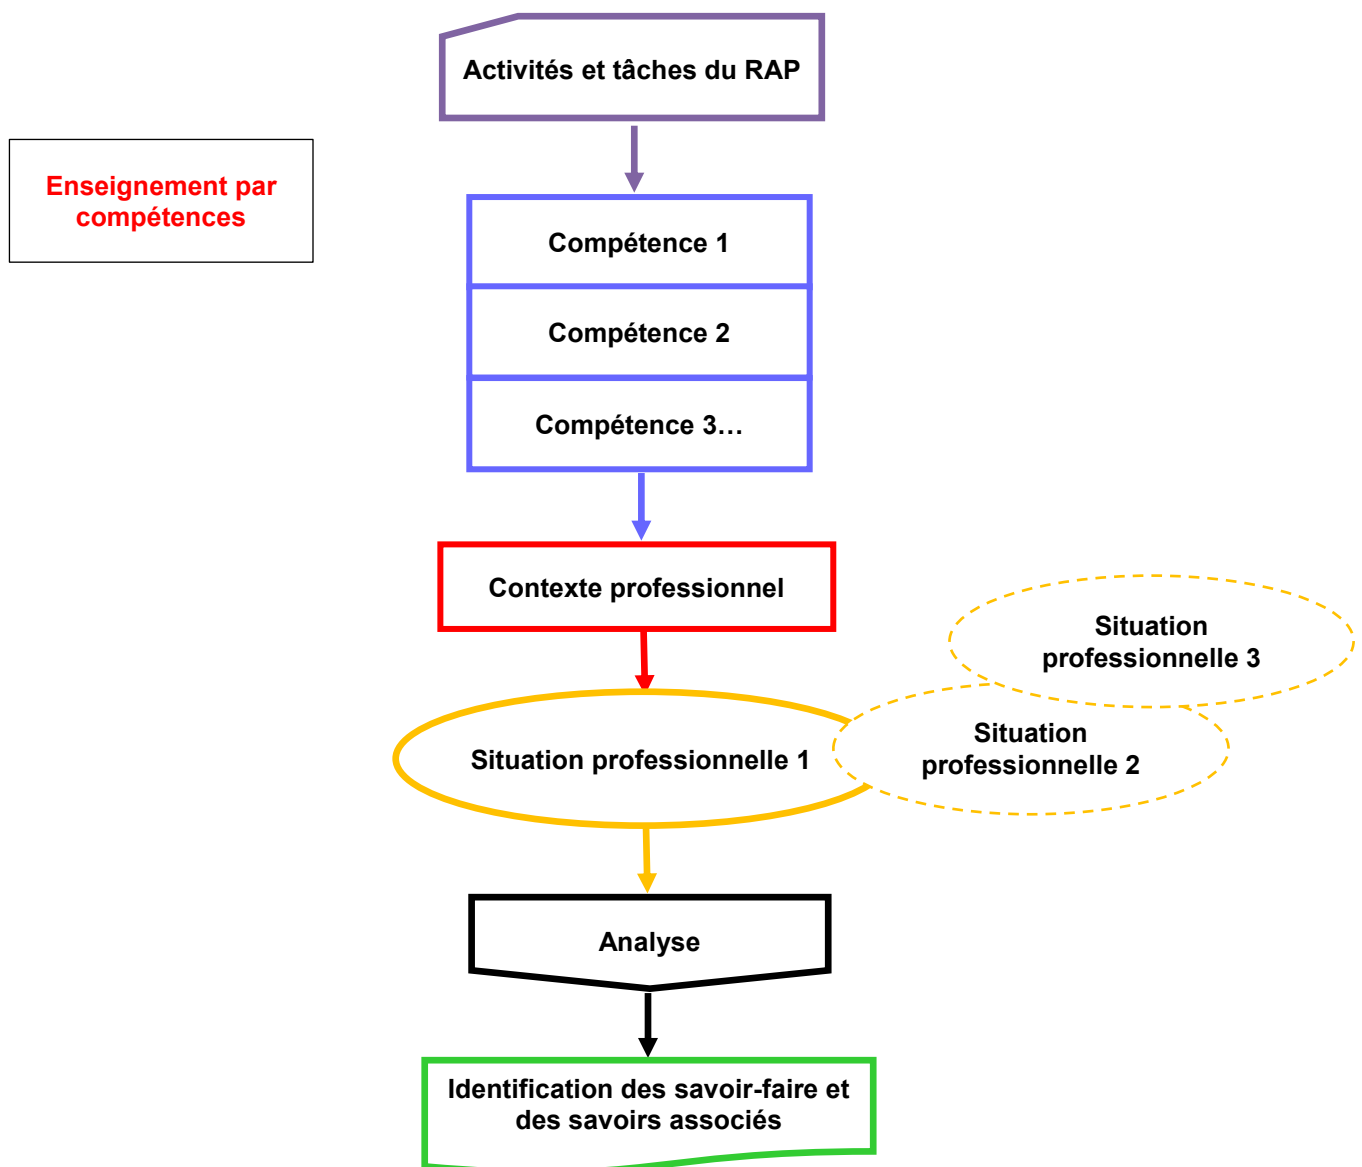 Activités et tâches du RAP
Enseignement par
compétences
Compétence 1
Compétence 2
Compétence 3…
Contexte professionnel
Situation
professionnelle 3
Situation professionnelle 1
Situation
professionnelle 2
Analyse
Identification des savoir-faire et
des savoirs associés